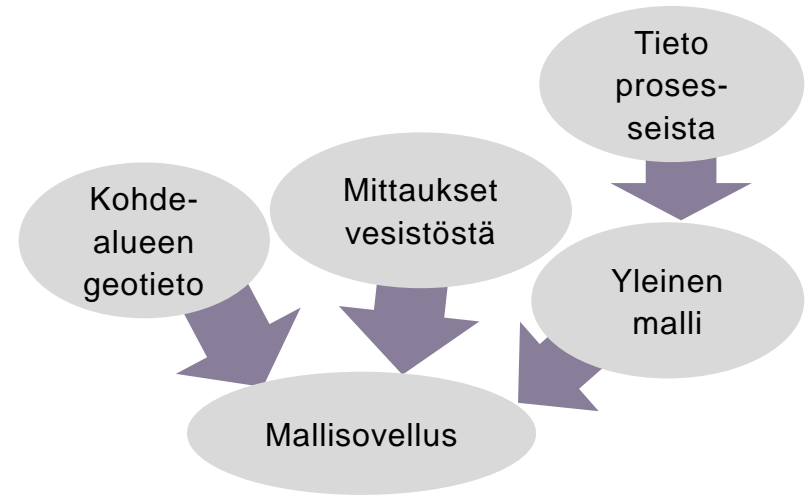 Tieto
proses-
seista
Kohde-
alueen
geotieto
Mittaukset
vesistöstä
Yleinen
malli
Mallisovellus